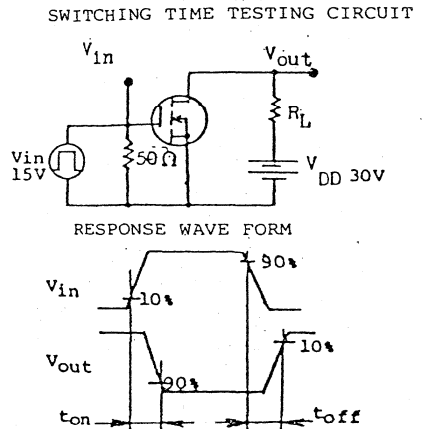 SWITCHING TIME TESTING CIRCUIT
Vin
Vout
RL
Vin
15V
50Ω
VDD 30V
RESPONSE WAVE FORM
90%
Vin
10%
10%
Vout
90%
ton
toff